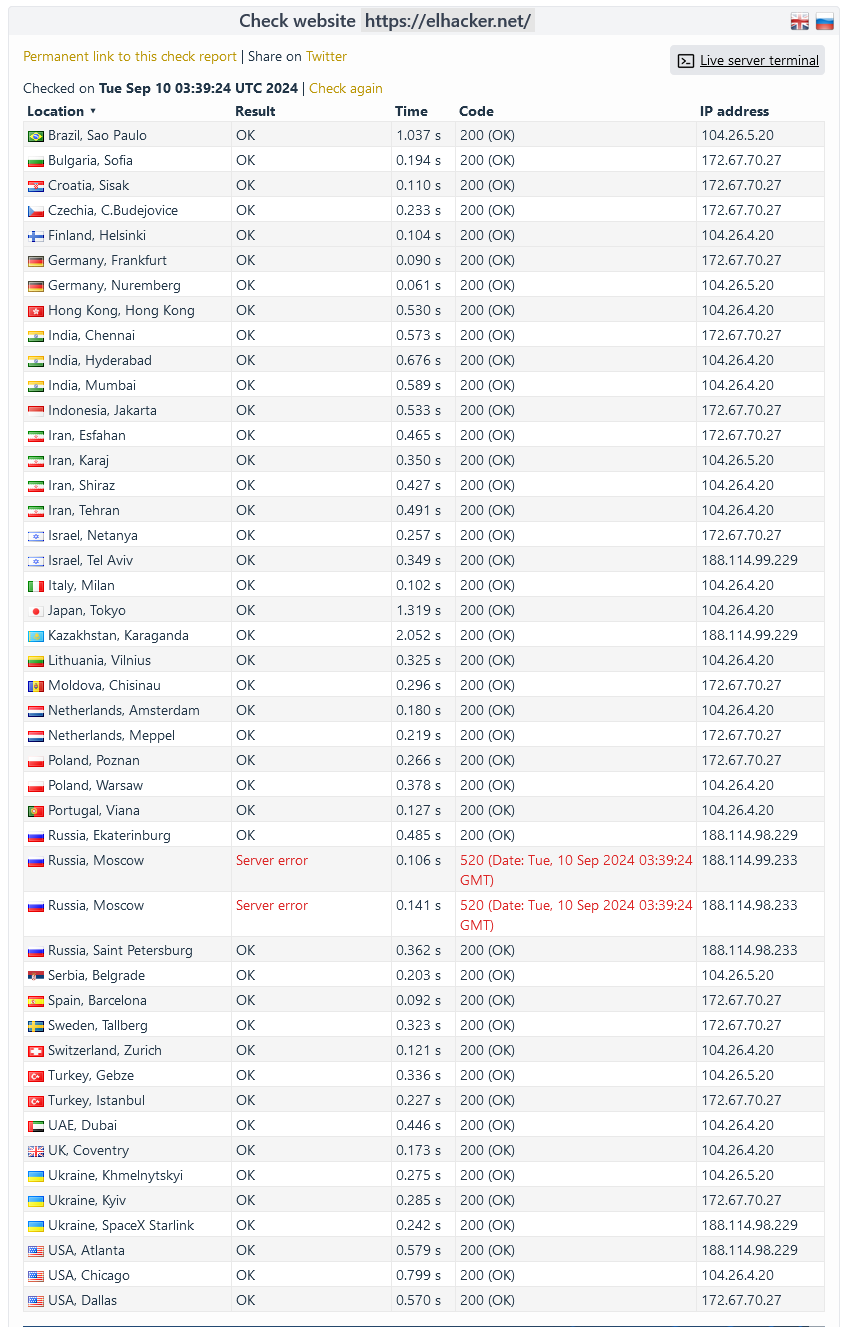 Check website https://elhacker.net/
Permanent link to this check report | Share on Twitter
Live server terminal
Checked on Tue Sep 10 03:39:24 UTC 2024 | Check again
Location ▼ Result Time Code IP address
Brazil, Sao Paulo OK 1.037 s 200 (OK) 104.26.5.20
Bulgaria, Sofia OK 0.194 s 200 (OK) 172.67.70.27
Croatia, Sisak OK 0.110 s 200 (OK) 172.67.70.27
Czechia, C.Budejovice OK 0.233 s 200 (OK) 172.67.70.27
Finland, Helsinki OK 0.104 s 200 (OK) 104.26.4.20
Germany, Frankfurt OK 0.090 s 200 (OK) 172.67.70.27
Germany, Nuremberg OK 0.061 s 200 (OK) 104.26.5.20
Hong Kong, Hong Kong OK 0.530 s 200 (OK) 104.26.4.20
India, Chennai OK 0.573 s 200 (OK) 172.67.70.27
India, Hyderabad OK 0.676 s 200 (OK) 104.26.4.20
India, Mumbai OK 0.589 s 200 (OK) 104.26.4.20
Indonesia, Jakarta OK 0.533 s 200 (OK) 172.67.70.27
Iran, Esfahan OK 0.465 s 200 (OK) 172.67.70.27
Iran, Karaj OK 0.350 s 200 (OK) 104.26.5.20
Iran, Shiraz OK 0.427 s 200 (OK) 104.26.4.20
Iran, Tehran OK 0.491 s 200 (OK) 104.26.4.20
Israel, Netanya OK 0.257 s 200 (OK) 172.67.70.27
Israel, Tel Aviv OK 0.349 s 200 (OK) 188.114.99.229
Italy, Milan OK 0.102 s 200 (OK) 104.26.4.20
Japan, Tokyo OK 1.319 s 200 (OK) 104.26.4.20
Kazakhstan, Karaganda OK 2.052 s 200 (OK) 188.114.99.229
Lithuania, Vilnius OK 0.325 s 200 (OK) 104.26.4.20
Moldova, Chisinau OK 0.296 s 200 (OK) 172.67.70.27
Netherlands, Amsterdam OK 0.180 s 200 (OK) 104.26.4.20
Netherlands, Meppel OK 0.219 s 200 (OK) 172.67.70.27
Poland, Poznan OK 0.266 s 200 (OK) 172.67.70.27
Poland, Warsaw OK 0.378 s 200 (OK) 104.26.4.20
Portugal, Viana OK 0.127 s 200 (OK) 104.26.4.20
Russia, Ekaterinburg OK 0.485 s 200 (OK) 188.114.98.229
Russia, Moscow Server error 0.106 s 520 (Date: Tue, 10 Sep 2024 03:39:24 188.114.99.233
GMT)
Russia, Moscow Server error 0.141 s 520 (Date: Tue, 10 Sep 2024 03:39:24 188.114.98.233
GMT)
Russia, Saint Petersburg OK 0.362 s 200 (OK) 188.114.98.233
Serbia, Belgrade OK 0.203 s 200 (OK) 104.26.5.20
Spain, Barcelona OK 0.092 s 200 (OK) 172.67.70.27
Sweden, Tallberg OK 0.323 s 200 (OK) 172.67.70.27
Switzerland, Zurich OK 0.121 s 200 (OK) 104.26.4.20
Turkey, Gebze OK 0.336 s 200 (OK) 104.26.5.20
Turkey, Istanbul OK 0.227 s 200 (OK) 172.67.70.27
UAE, Dubai OK 0.446 s 200 (OK) 104.26.4.20
UK, Coventry OK 0.173 s 200 (OK) 104.26.4.20
Ukraine, Khmelnytskyi OK 0.275 s 200 (OK) 104.26.5.20
Ukraine, Kyiv OK 0.285 s 200 (OK) 172.67.70.27
Ukraine, SpaceX Starlink OK 0.242 s 200 (OK) 188.114.98.229
USA, Atlanta OK 0.579 s 200 (OK) 188.114.98.229
USA, Chicago OK 0.799 s 200 (OK) 104.26.4.20
USA, Dallas OK 0.570 s 200 (OK) 172.67.70.27